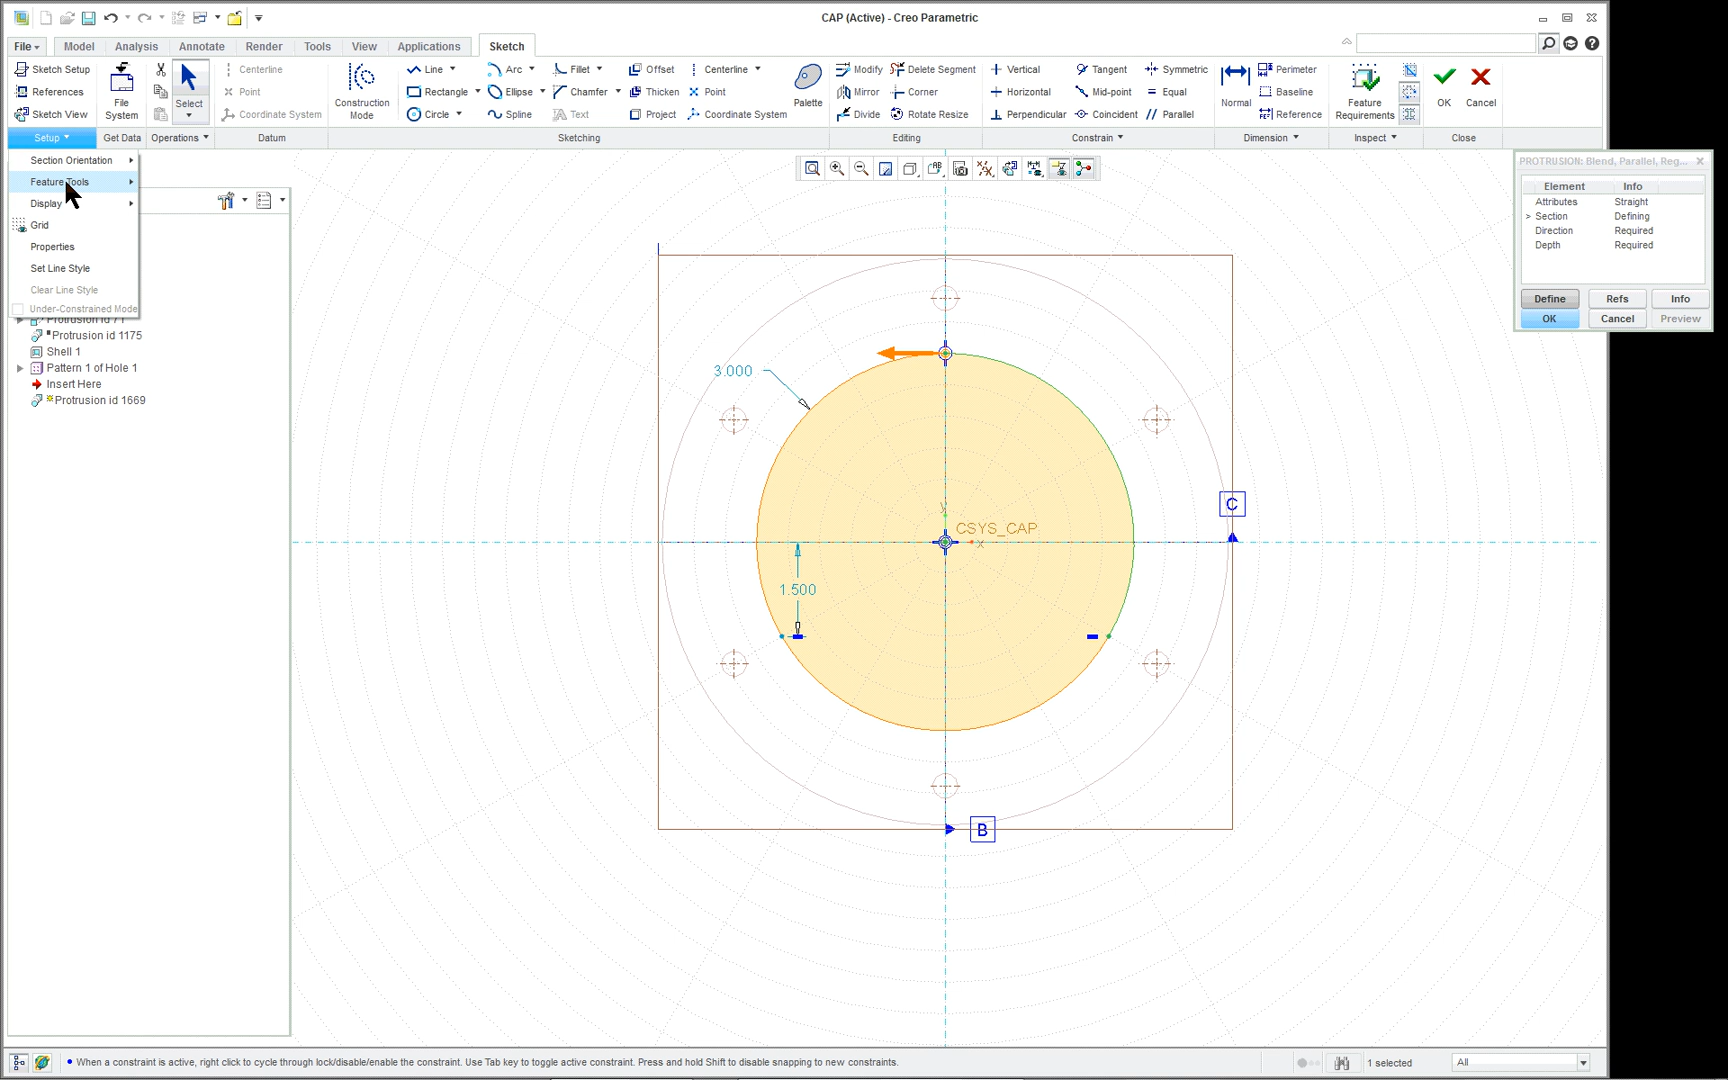 CAP (Active) - Creo Parametric
File Model Analysis Annotate Render Tools View Applications Sketch
Sketch Setup
References
Sketch View
File System
Select
Centerline
Point
Coordinate System
Construction Mode
Line Arc Fillet Offset Centerline
Rectangle Ellipse Chamfer Thicken Point
Circle Spline Text Project Coordinate System
Palette
Modify Delete Segment
Mirror Corner
Divide Rotate Resize
Vertical Tangent Symmetric
Horizontal Mid-point Equal
Perpendicular Coincident Parallel
Normal
Perimeter
Baseline
Reference
Feature Requirements
OK
Cancel
Setup Get Data Operations Datum Sketching Editing Constrain Dimension Inspect Close
Section Orientation
Feature Tools
Display
Grid
Properties
Set Line Style
Clear Line Style
Under-Constrained Mode
Protrusion id 71
Protrusion id 1175
Shell 1
Pattern 1 of Hole 1
Insert Here
Protrusion id 1669
3.000
y
CSYS_CAP
x
1.500
C
B
PROTRUSION: Blend, Parallel, Reg...
Element Info
Attributes Straight
> Section Defining
Direction Required
Depth Required
Define Refs Info
OK Cancel Preview
When a constraint is active, right click to cycle through lock/disable/enable the constraint. Use Tab key to toggle active constraint. Press and hold Shift to disable snapping to new constraints.
1 selected
All